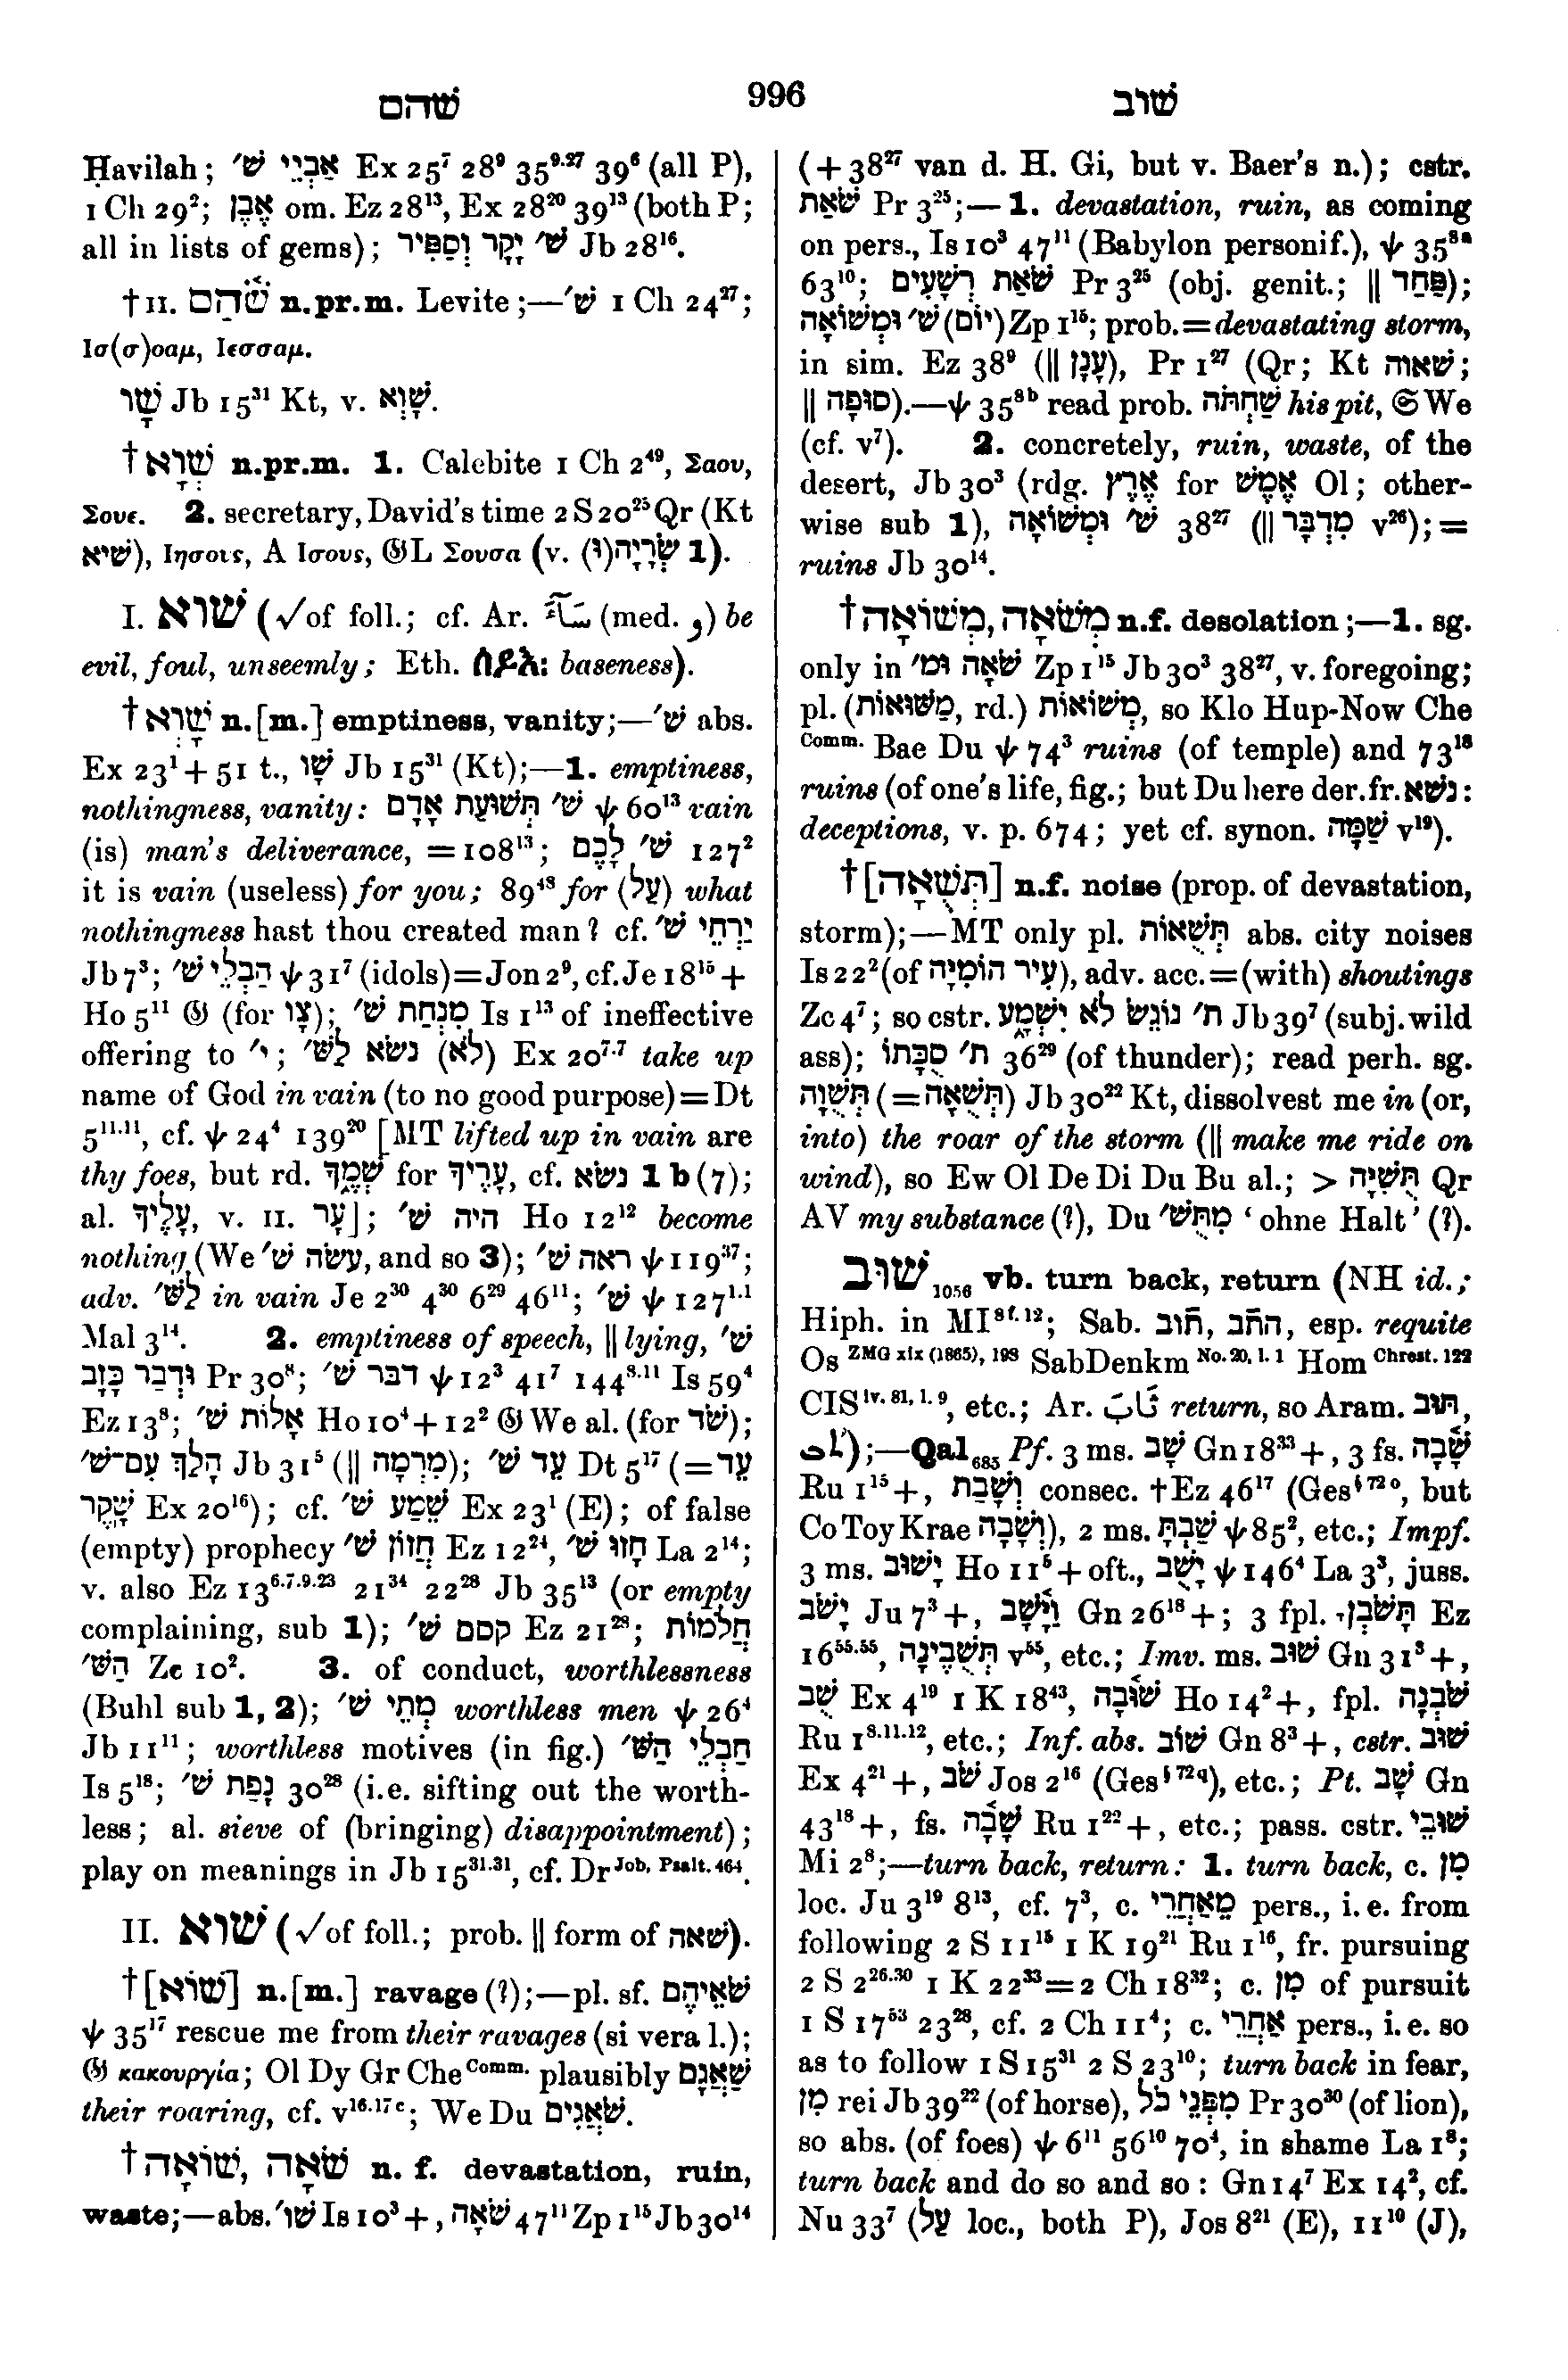 שהם 996 שוב
Ḥavilah; אַבְנֵי שׁ׳ Ex 25⁷ 28⁹ 35⁹·²⁷ 39⁶ (all P),
1 Ch 29²; אֶבֶן om. Ez 28¹³, Ex 28²⁰ 39¹³ (both P;
all in lists of gems); שׁ׳ יָקָר וְסַפִּיר Jb 28¹⁶.
†II. שֹׁהַם n.pr.m. Levite;—שׁ׳ 1 Ch 24²⁷;
Ισ(σ)οαμ, Ιεσσαμ.
שָׁו Jb 15³¹ Kt, v. שָׁוְא.
†שְׁוָא n.pr.m. 1. Calebite 1 Ch 2⁴⁹, Σαου,
Σουε. 2. secretary, David's time 2 S 20²⁵ Qr (Kt
שׁיא), Ιησους, A Ισους, 𝔊L Σουσα (v. שְׂרָיָה(וּ) 1).
I. שׁוא (√of foll.; cf. Ar. سَآءَ (med. و) be
evil, foul, unseemly; Eth. ሰይአ: baseness).
†שָׁוְא n.[m.] emptiness, vanity;—שׁ׳ abs.
Ex 23¹ + 51 t., שָׁו Jb 15³¹ (Kt);—1. emptiness,
nothingness, vanity: שׁ׳ תְּשׁוּעַת אָדָם ψ 60¹³ vain
(is) man's deliverance, = 108¹³; שׁ׳ לָכֶם 127²
it is vain (useless) for you; 89⁴⁸ for (עַל) what
nothingness hast thou created man? cf. יַרְחֵי שׁ׳
Jb 7³; הַבְלֵי שׁ׳ ψ 31⁷ (idols) = Jon 2⁹, cf. Je 18¹⁵ +
Ho 5¹¹ 𝔊 (for צָו); מִנְחַת שׁ׳ Is 1¹³ of ineffective
offering to י׳; נשׂא לַשּׁ׳ (לֹא) Ex 20⁷·⁷ take up
name of God in vain (to no good purpose) = Dt
5¹¹·¹¹, cf. ψ 24⁴ 139²⁰ [MT lifted up in vain are
thy foes, but rd. שְׁמֶךָ for עָרֶיךָ, cf. נשׂא 1 b (7);
al. עָלֶיךָ, v. II. עָר]; היה שׁ׳ Ho 12¹² become
nothing (We עשׂה שׁ׳, and so 3); ראה שׁ׳ ψ 119³⁷;
adv. לַשּׁ׳ in vain Je 2³⁰ 4³⁰ 6²⁹ 46¹¹; שׁ׳ ψ 127¹·¹
Mal 3¹⁴. 2. emptiness of speech, ‖ lying, שׁ׳
וּדְבַר כָּזָב Pr 30⁸; דבר שׁ׳ ψ 12³ 41⁷ 144⁸·¹¹ Is 59⁴
Ez 13⁸; אָלוֹת שׁ׳ Ho 10⁴ + 12² 𝔊 We al. (for שֹׁד);
הָלַךְ עִם־שׁ׳ Jb 31⁵ (‖ מִרְמָה); עֵד שׁ׳ Dt 5¹⁷ (= עֵד
שֶׁקֶר Ex 20¹⁶); cf. שֵׁמַע שׁ׳ Ex 23¹ (E); of false
(empty) prophecy חֲזוֹן שׁ׳ Ez 12²⁴, חָזוּ שׁ׳ La 2¹⁴;
v. also Ez 13⁶·⁷·⁹·²³ 21³⁴ 22²⁸ Jb 35¹³ (or empty
complaining, sub 1); קסם שׁ׳ Ez 21²⁸; חֲלֹמוֹת
הַשּׁ׳ Zc 10². 3. of conduct, worthlessness
(Buhl sub 1, 2); מְתֵי שׁ׳ worthless men ψ 26⁴
Jb 11¹¹; worthless motives (in fig.) חַבְלֵי הַשּׁ׳
Is 5¹⁸; נָפַת שׁ׳ 30²⁸ (i.e. sifting out the worth-
less; al. sieve of (bringing) disappointment);
play on meanings in Jb 15³¹·³¹, cf. Dr Job, Psalt. 464.
II. שׁוא (√of foll.; prob. ‖ form of שׁאה).
†[שׁוֹא] n.[m.] ravage (?);—pl. sf. שֹׁאֵיהֶם
ψ 35¹⁷ rescue me from their ravages (si vera l.);
𝔊 κακουργία; Ol Dy Gr Che Comm. plausibly שַׁאֲגָם
their roaring, cf. v¹⁶·¹⁷ᶜ; We Du שֹׁאֲגִים.
†שׁוֹאָה, שֹׁאָה n. f. devastation, ruin,
waste;—abs. שׁוֹ׳ Is 10³ +, שֹׁאָה 47¹¹ Zp 1¹⁵ Jb 30¹⁴
(+ 38²⁷ van d. H. Gi, but v. Baer's n.); cstr.
שֹׁאַת Pr 3²⁵;—1. devastation, ruin, as coming
on pers., Is 10³ 47¹¹ (Babylon personif.), ψ 35⁸ᵃ
63¹⁰; שֹׁאַת רְשָׁעִים Pr 3²⁵ (obj. genit.; ‖ פַּחַד);
(יוֹם) שׁ׳ וּמְשׁוֹאָה Zp 1¹⁵; prob. = devastating storm,
in sim. Ez 38⁹ (‖ עָנָן), Pr 1²⁷ (Qr; Kt שׁאוה;
‖ סוּפָה).—ψ 35⁸ᵇ read prob. שַׁחְתֹּה his pit, 𝔖 We
(cf. v⁷). 2. concretely, ruin, waste, of the
desert, Jb 30³ (rdg. אֶרֶץ for אֶמֶשׁ Ol; other-
wise sub 1), שׁ׳ וּמְשׁוֹאָה 38²⁷ (‖ מִדְבָּר v²⁶); =
ruins Jb 30¹⁴.
†מְשׁוֹאָה, מְשֹׁאָה n.f. desolation;—1. sg.
only in שֹׁאָה וּמ׳ Zp 1¹⁵ Jb 30³ 38²⁷, v. foregoing;
pl. (מַשֻּׁאוֹת, rd.) מְשׁוֹאוֹת, so Klo Hup-Now Che
Comm. Bae Du ψ 74³ ruins (of temple) and 73¹⁸
ruins (of one's life, fig.; but Du here der. fr. נשׁא:
deceptions, v. p. 674; yet cf. synon. שַׁמָּה v¹⁹).
†[תְּשֻׁאָה] n.f. noise (prop. of devastation,
storm);—MT only pl. תְּשֻׁאוֹת abs. city noises
Is 22² (of עִיר הוֹמִיָּה), adv. acc. = (with) shoutings
Zc 4⁷; so cstr. ת׳ נוֹגֵשׂ לֹא יִשְׁמָע Jb 39⁷ (subj. wild
ass); ת׳ סֻכָּתוֹ 36²⁹ (of thunder); read perh. sg.
תְּשֻׁוָה (= תְּשֻׁאָה) Jb 30²² Kt, dissolvest me in (or,
into) the roar of the storm (‖ make me ride on
wind), so Ew Ol De Di Du Bu al.; > תֻּשִׁיָּה Qr
AV my substance (?), Du מִתֻּשׁ׳ 'ohne Halt' (?).
שׁוּב₁₀₅₆ vb. turn back, return (NH id.;
Hiph. in MI⁸ᶠ·¹²; Sab. תֿוב, התֿב, esp. requite
Os ZMG xix (1865), 198 SabDenkm No. 20, l. 1 Hom Chrest. 122
CIS iv. 81, l. 9, etc.; Ar. ثَابَ return, so Aram. תּוּב,
ܬܳܒ);—Qal₆₈₅ Pf. 3 ms. שָׁב Gn 18³³ +, 3 fs. שָׁבָה
Ru 1¹⁵ +, וְשָׁבַת consec. †Ez 46¹⁷ (Ges§72o, but
Co Toy Krae וְשָׁבָה), 2 ms. שַׁבְתָּ ψ 85², etc.; Impf.
3 ms. יָשׁוּב Ho 11⁵ + oft., יָשֻׁב ψ 146⁴ La 3³, juss.
יָשֹׁב Ju 7³ +, וַיָּשָׁב Gn 26¹⁸ +; 3 fpl. תָּשֹׁבְןָ Ez
16⁵⁵·⁵⁵, תְּשֻׁבֶינָה v⁵⁵, etc.; Imv. ms. שׁוּב Gn 31³ +,
שֻׁב Ex 4¹⁹ 1 K 18⁴³, שׁוּבָה Ho 14² +, fpl. שֹׁבְנָה
Ru 1⁸·¹¹·¹², etc.; Inf. abs. שׁוֹב Gn 8³ +, cstr. שׁוּב
Ex 4²¹ +, שֹׁב Jos 2¹⁶ (Ges§72q), etc.; Pt. שָׁב Gn
43¹⁸ +, fs. שָׁבָה Ru 1²² +, etc.; pass. cstr. שׁוּבֵי
Mi 2⁸;—turn back, return: 1. turn back, c. מִן
loc. Ju 3¹⁹ 8¹³, cf. 7³, c. מֵאַחֲרֵי pers., i.e. from
following 2 S 11¹⁵ 1 K 19²¹ Ru 1¹⁶, fr. pursuing
2 S 2²⁶·³⁰ 1 K 22³³ = 2 Ch 18³²; c. מִן of pursuit
1 S 17⁵³ 23²⁸, cf. 2 Ch 11⁴; c. אַחֲרֵי pers., i.e. so
as to follow 1 S 15³¹ 2 S 23¹⁰; turn back in fear,
מִן rei Jb 39²² (of horse), מִפְּנֵי כֹל Pr 30³⁰ (of lion),
so abs. (of foes) ψ 6¹¹ 56¹⁰ 70⁴, in shame La 1⁸;
turn back and do so and so: Gn 14⁷ Ex 14², cf.
Nu 33⁷ (עַל loc., both P), Jos 8²¹ (E), 11¹⁰ (J),